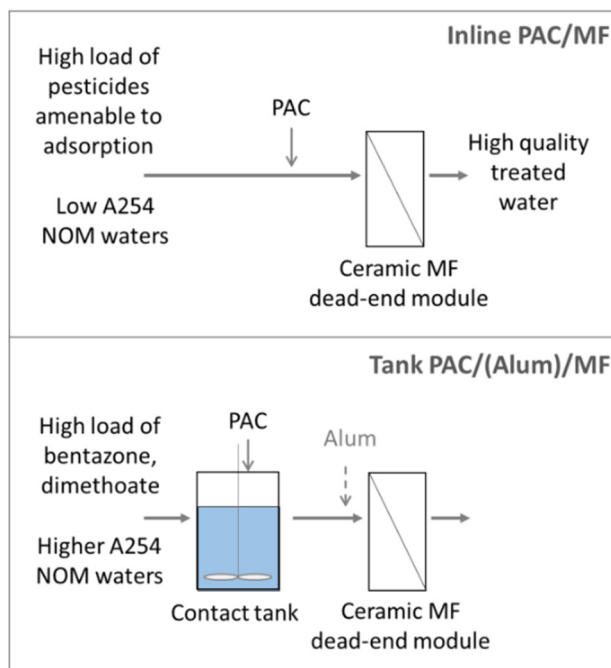 Inline PAC/MF
High load of
pesticides
amenable to
adsorption
PAC
High quality
treated
water
Low A254
NOM waters
Ceramic MF
dead-end module
Tank PAC/(Alum)/MF
High load of
bentazone,
dimethoate
PAC
Alum
Higher A254
NOM waters
Contact tank
Ceramic MF
dead-end module